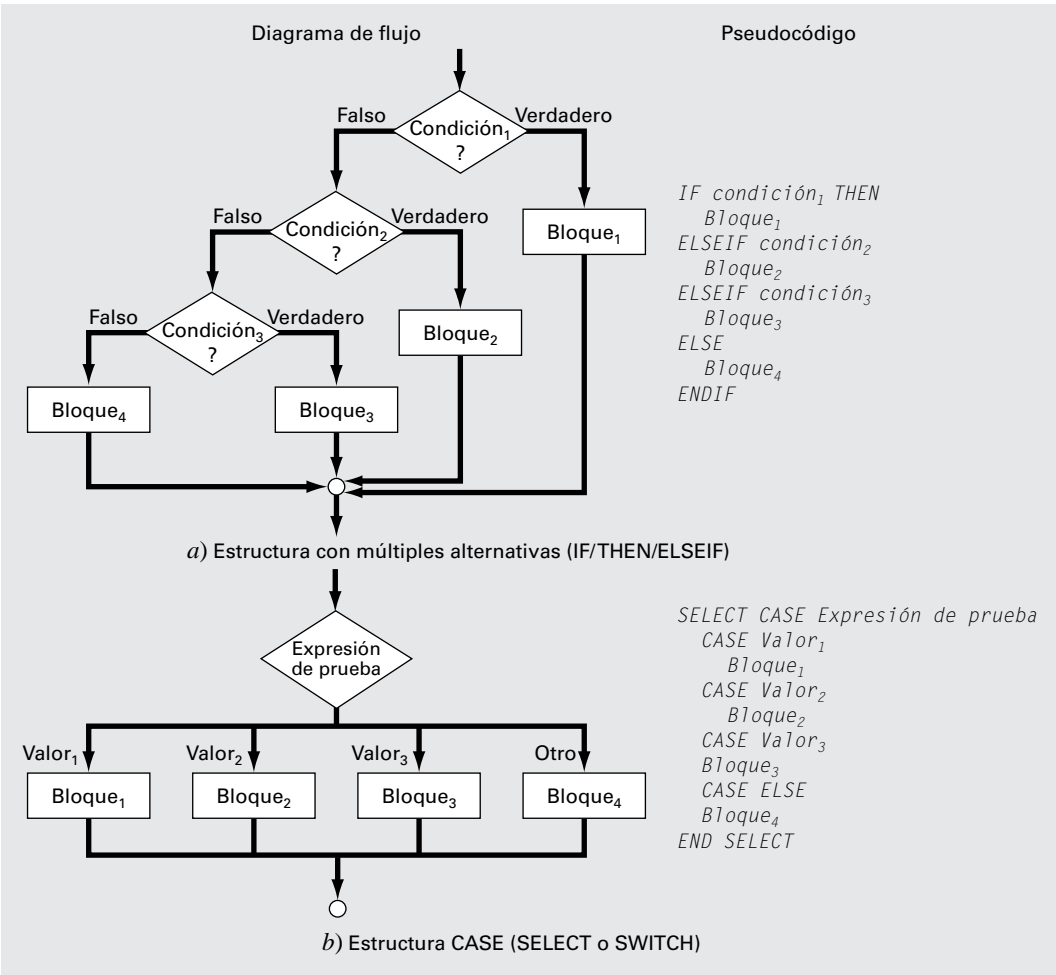 Diagrama de flujo
Pseudocódigo
Falso
Verdadero
Condición₁
?
Falso
Verdadero
Condición₂
?
Bloque₁
Falso
Verdadero
Condición₃
?
Bloque₂
Bloque₄
Bloque₃
IF condición₁ THEN
Bloque₁
ELSEIF condición₂
Bloque₂
ELSEIF condición₃
Bloque₃
ELSE
Bloque₄
ENDIF
a) Estructura con múltiples alternativas (IF/THEN/ELSEIF)
Expresión
de prueba
Valor₁
Valor₂
Valor₃
Otro
Bloque₁
Bloque₂
Bloque₃
Bloque₄
SELECT CASE Expresión de prueba
CASE Valor₁
Bloque₁
CASE Valor₂
Bloque₂
CASE Valor₃
Bloque₃
CASE ELSE
Bloque₄
END SELECT
b) Estructura CASE (SELECT o SWITCH)